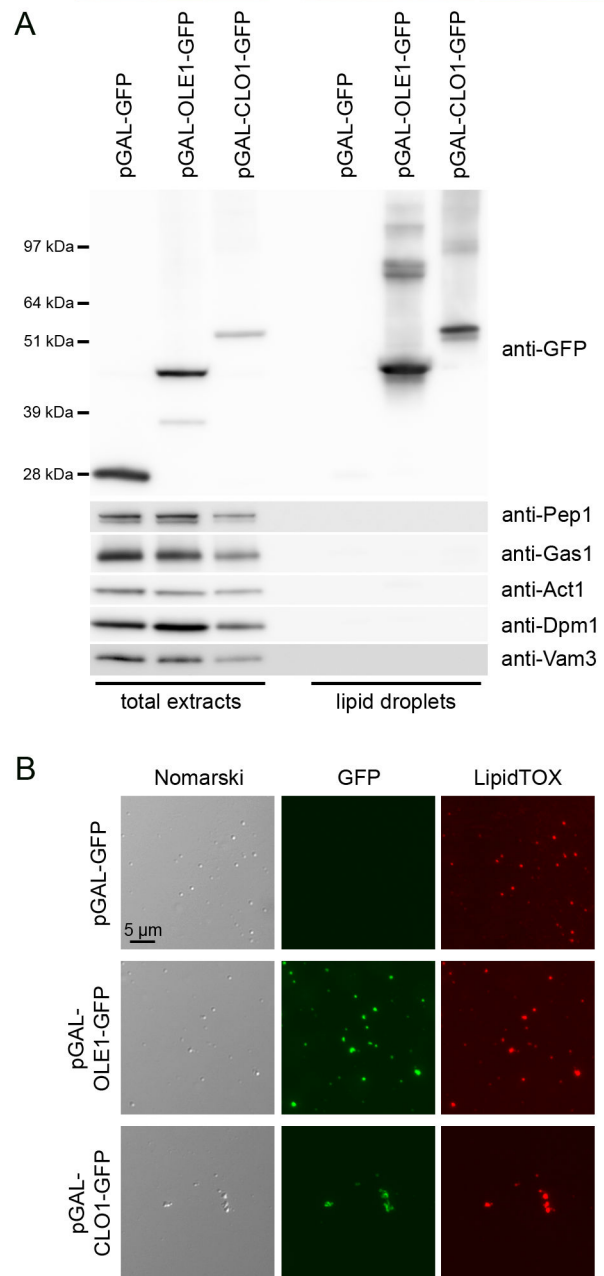 A
pGAL-GFP
pGAL-OLE1-GFP
pGAL-CLO1-GFP
pGAL-GFP
pGAL-OLE1-GFP
pGAL-CLO1-GFP
97 kDa
64 kDa
51 kDa
39 kDa
28 kDa
anti-GFP
anti-Pep1
anti-Gas1
anti-Act1
anti-Dpm1
anti-Vam3
total extracts
lipid droplets
B
Nomarski
GFP
LipidTOX
pGAL-GFP
5 µm
pGAL-
OLE1-GFP
pGAL-
CLO1-GFP